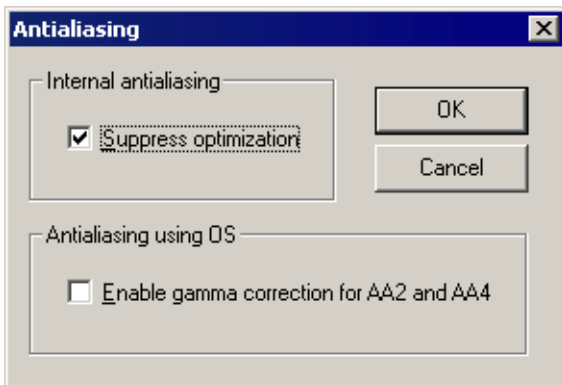 Antialiasing
Internal antialiasing
Suppress optimization
OK
Cancel
Antialiasing using OS
Enable gamma correction for AA2 and AA4